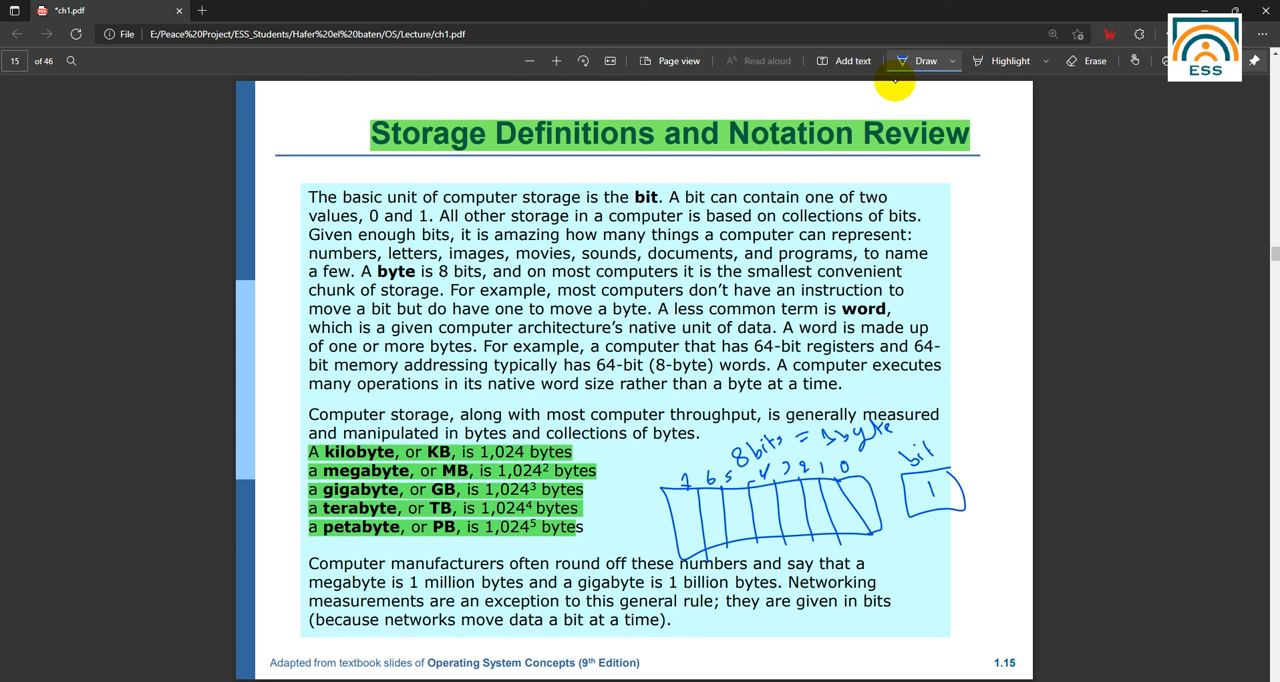 *ch1.pdf
File
E:/Peace%20Project/ESS_Students/Hafer%20el%20baten/OS/Lecture/ch1.pdf
15 of 46
Page view
Read aloud
Add text
Draw
Highlight
Erase
ESS
Storage Definitions and Notation Review
The basic unit of computer storage is the bit. A bit can contain one of two
values, 0 and 1. All other storage in a computer is based on collections of bits.
Given enough bits, it is amazing how many things a computer can represent:
numbers, letters, images, movies, sounds, documents, and programs, to name
a few. A byte is 8 bits, and on most computers it is the smallest convenient
chunk of storage. For example, most computers don’t have an instruction to
move a bit but do have one to move a byte. A less common term is word,
which is a given computer architecture’s native unit of data. A word is made up
of one or more bytes. For example, a computer that has 64-bit registers and 64-
bit memory addressing typically has 64-bit (8-byte) words. A computer executes
many operations in its native word size rather than a byte at a time.
Computer storage, along with most computer throughput, is generally measured
and manipulated in bytes and collections of bytes.
A kilobyte, or KB, is 1,024 bytes
a megabyte, or MB, is 1,024² bytes
a gigabyte, or GB, is 1,024³ bytes
a terabyte, or TB, is 1,024⁴ bytes
a petabyte, or PB, is 1,024⁵ bytes
8 bits = 1 byte
bit
7 6 5 4 3 2 1 0
1
Computer manufacturers often round off these numbers and say that a
megabyte is 1 million bytes and a gigabyte is 1 billion bytes. Networking
measurements are an exception to this general rule; they are given in bits
(because networks move data a bit at a time).
Adapted from textbook slides of Operating System Concepts (9th Edition)
1.15